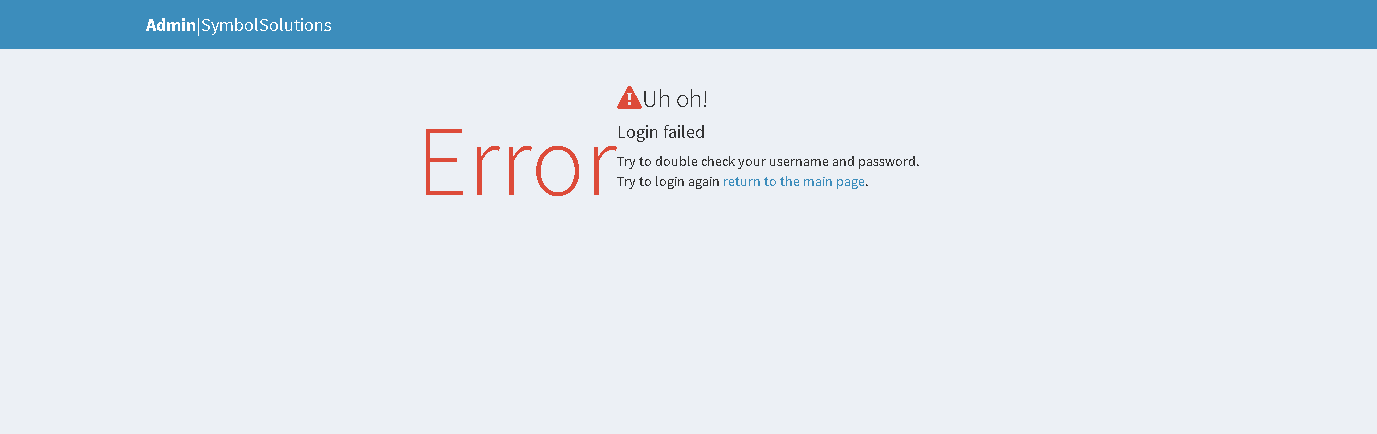 Admin|SymbolSolutions
Uh oh!
Error
Login failed
Try to double check your username and password.
Try to login again return to the main page.